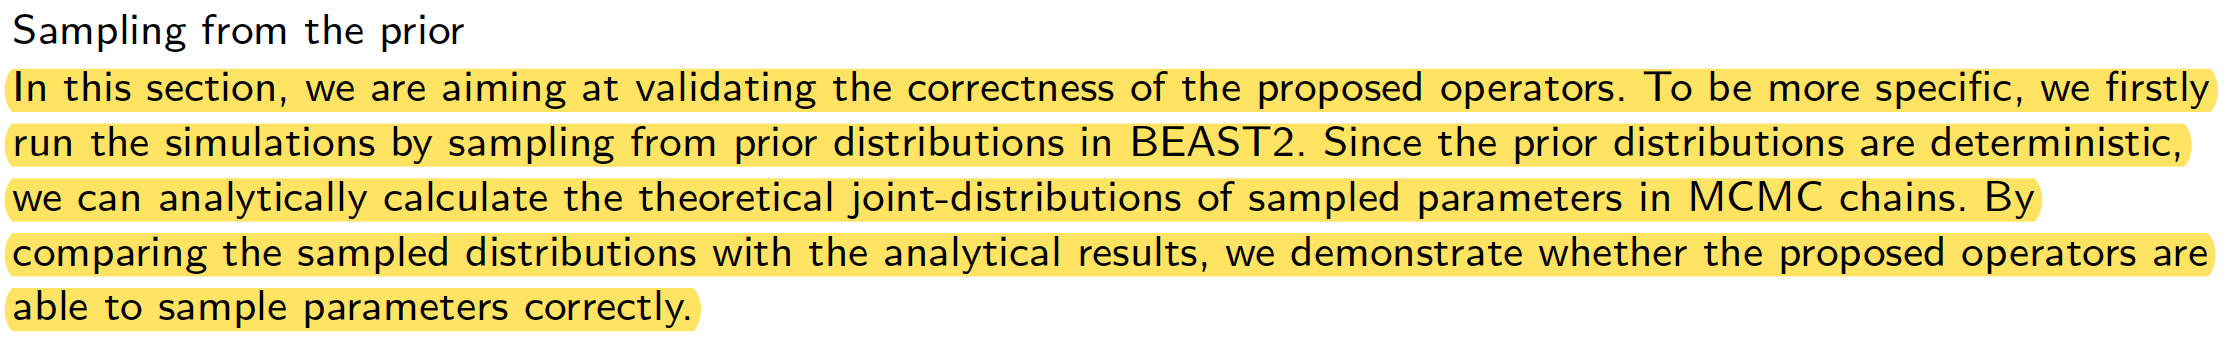 Sampling from the prior
In this section, we are aiming at validating the correctness of the proposed operators. To be more specific, we firstly
run the simulations by sampling from prior distributions in BEAST2. Since the prior distributions are deterministic,
we can analytically calculate the theoretical joint-distributions of sampled parameters in MCMC chains. By
comparing the sampled distributions with the analytical results, we demonstrate whether the proposed operators are
able to sample parameters correctly.